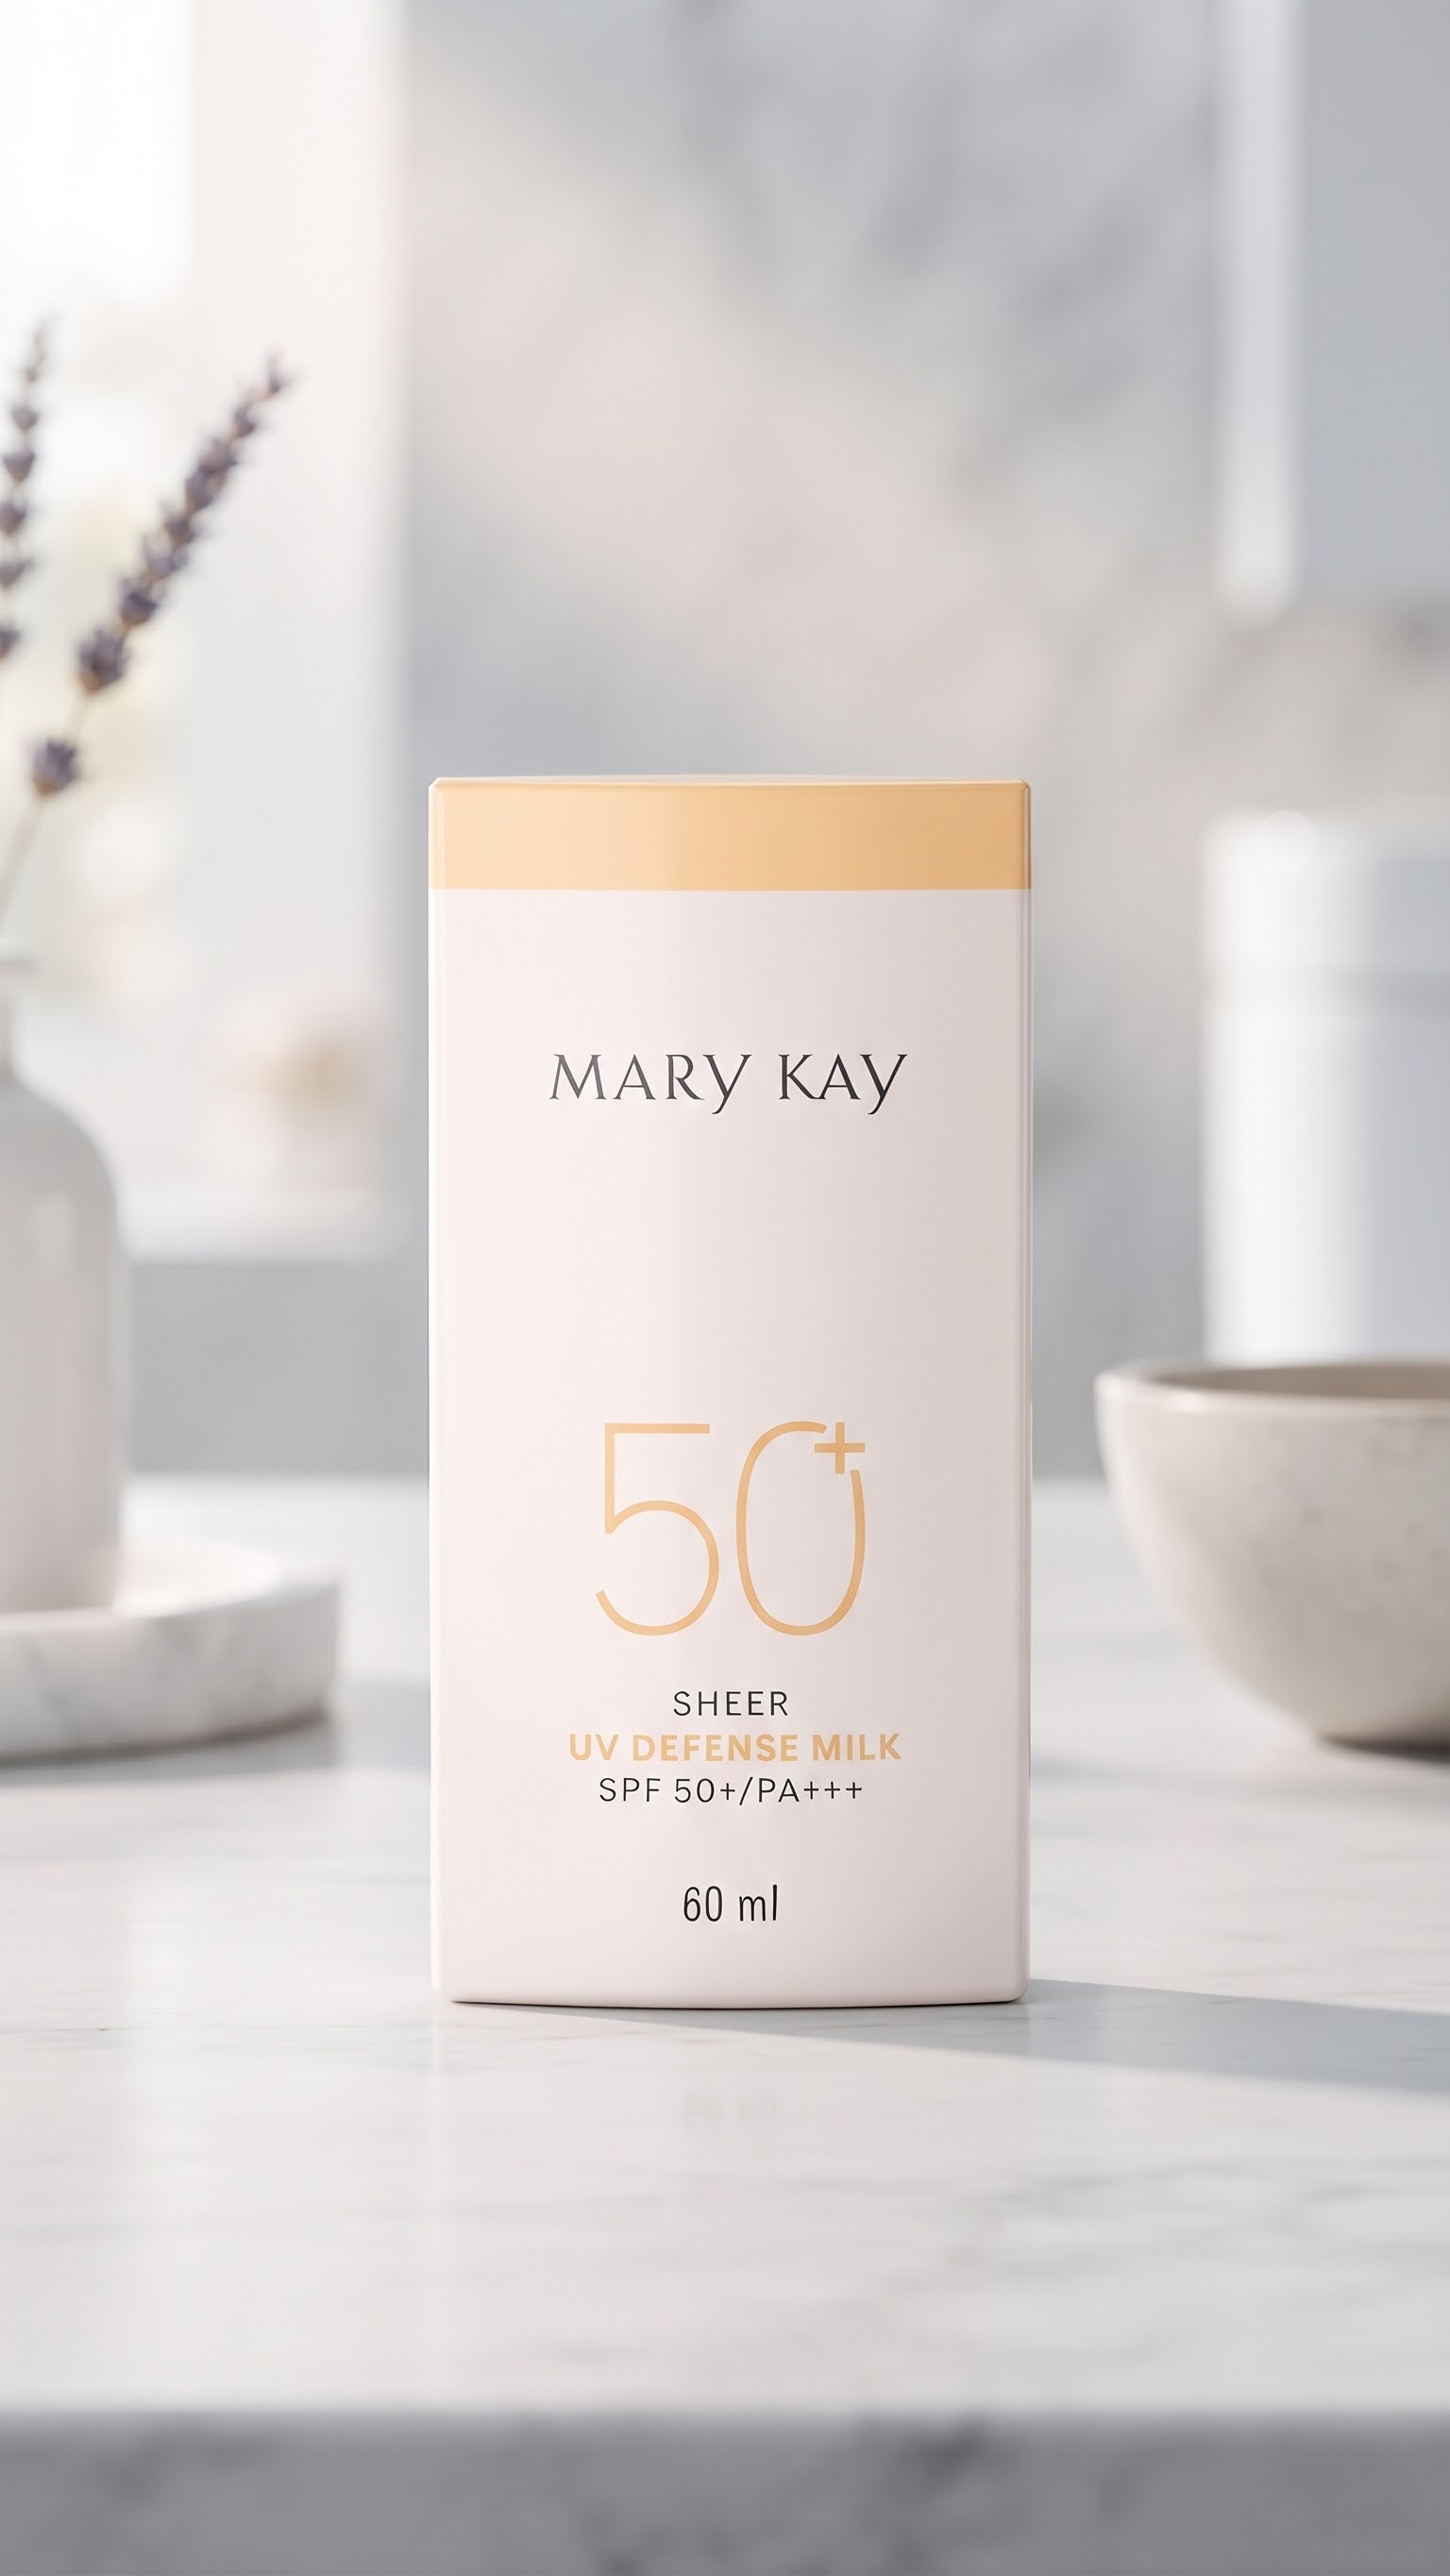 MARY KAY
50+
SHEER
UV DEFENSE MILK
SPF 50+/PA+++
60 ml